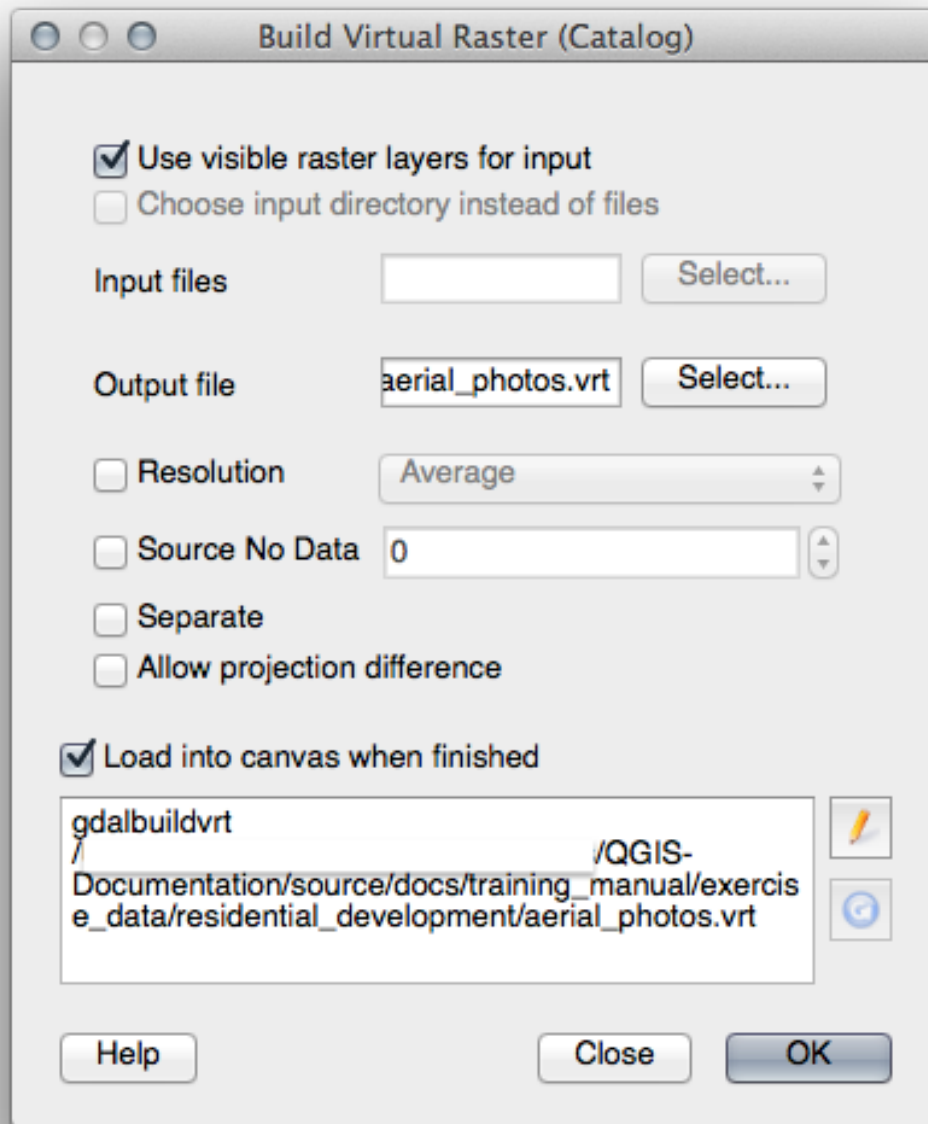 Build Virtual Raster (Catalog)
Use visible raster layers for input
Choose input directory instead of files
Input files
Select...
Output file
aerial_photos.vrt
Select...
Resolution
Average
Source No Data
0
Separate
Allow projection difference
Load into canvas when finished
gdalbuildvrt
/ /QGIS-
Documentation/source/docs/training_manual/exercis
e_data/residential_development/aerial_photos.vrt
Help
Close
OK